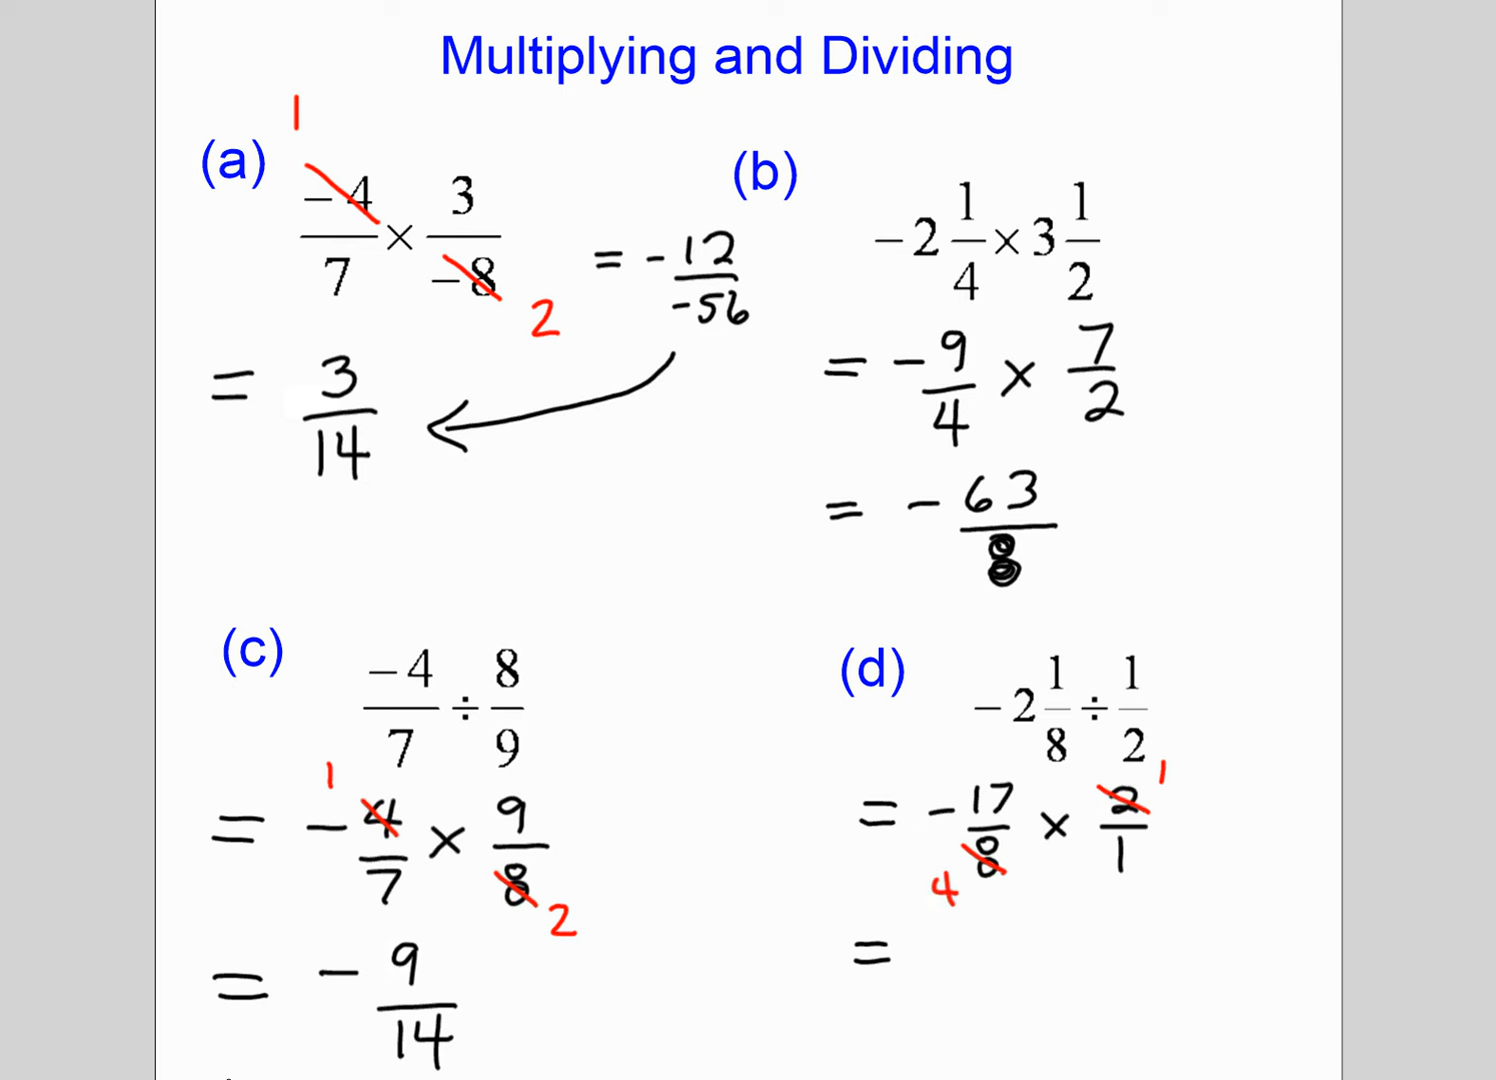 Multiplying and Dividing
(a) 1
-4/7 × 3/-8 = -12/-56
2
= 3/14
(b) -2 1/4 × 3 1/2
= -9/4 × 7/2
= -63/8
(c) -4/7 ÷ 8/9
1
= -4/7 × 9/8
2
= -9/14
(d) -2 1/8 ÷ 1/2
1
= -17/8 × 2/1
4
=